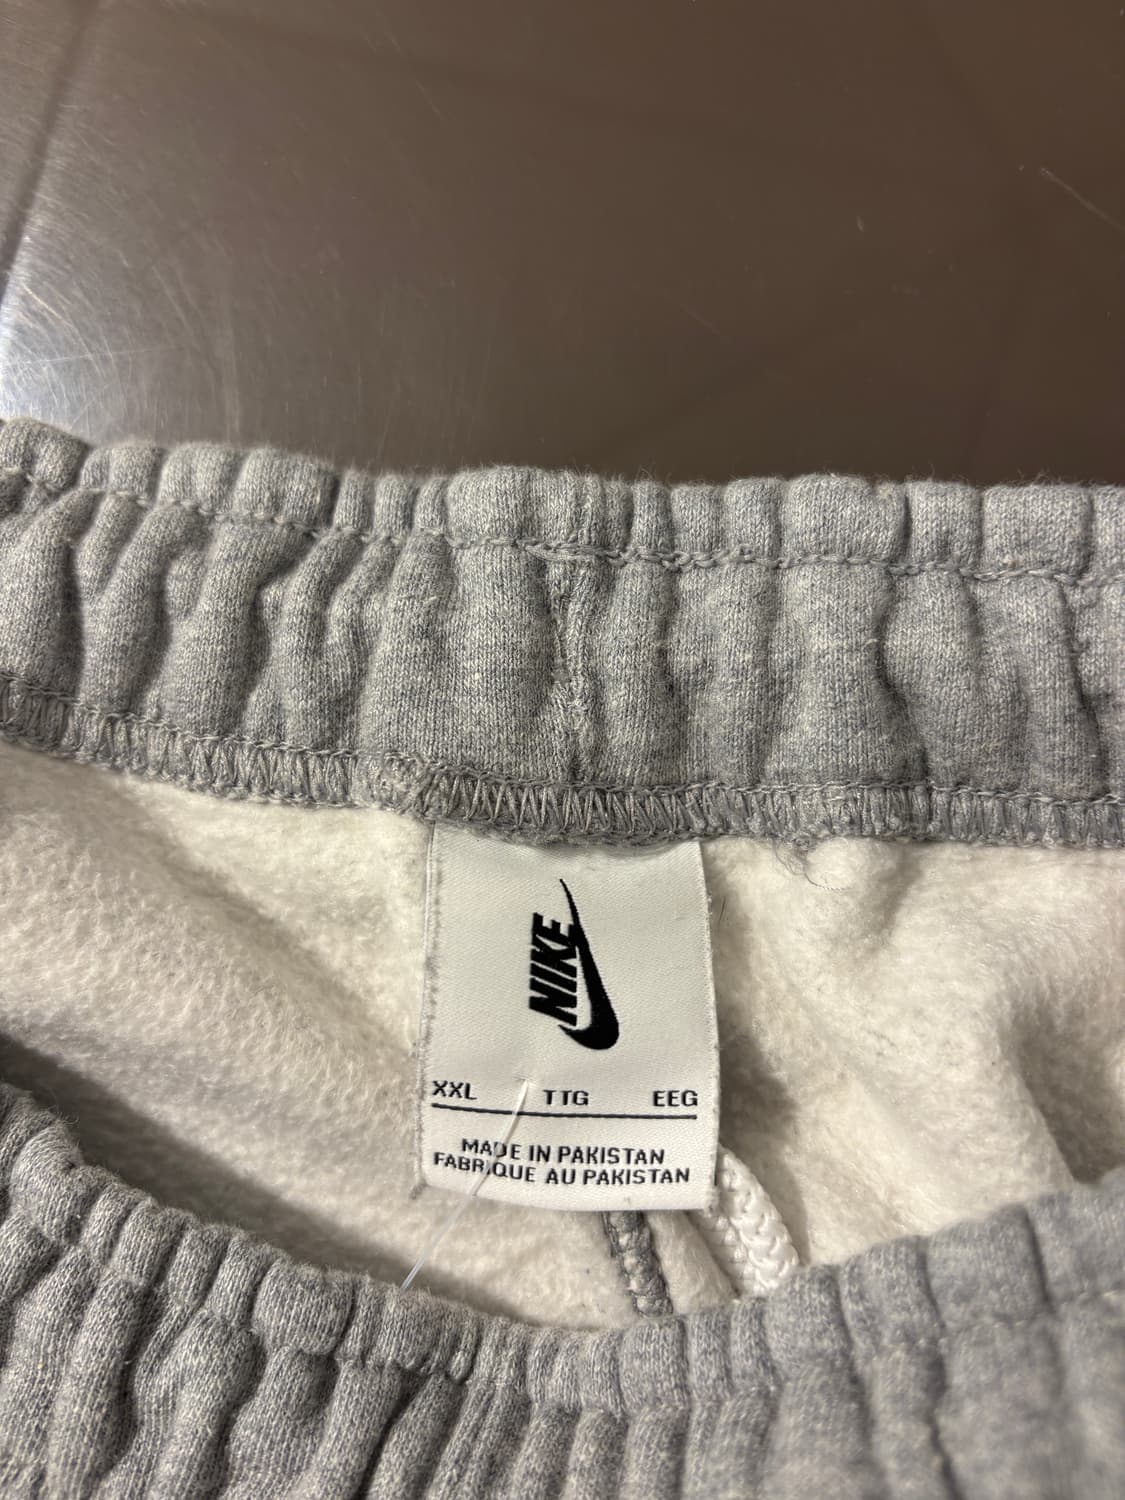 NIKE
XXL TTG EEG
MADE IN PAKISTAN
FABRIQUE AU PAKISTAN